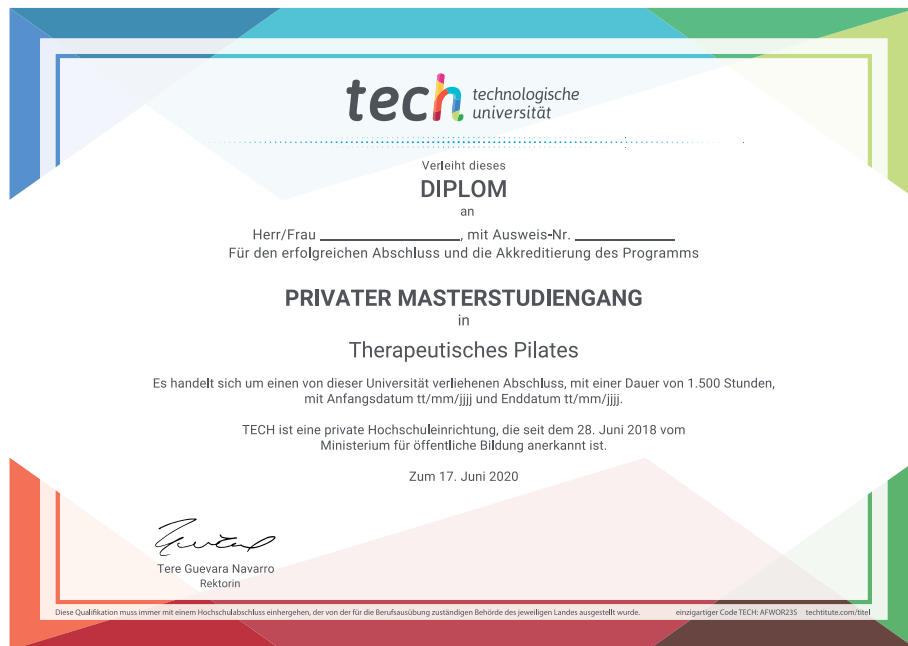 tech technologische
universität
Verleiht dieses
DIPLOM
an
Herr/Frau ____________________, mit Ausweis-Nr. ______________
Für den erfolgreichen Abschluss und die Akkreditierung des Programms
PRIVATER MASTERSTUDIENGANG
in
Therapeutisches Pilates
Es handelt sich um einen von dieser Universität verliehenen Abschluss, mit einer Dauer von 1.500 Stunden,
mit Anfangsdatum tt/mm/jjjj und Enddatum tt/mm/jjjj.
TECH ist eine private Hochschuleinrichtung, die seit dem 28. Juni 2018 vom
Ministerium für öffentliche Bildung anerkannt ist.
Zum 17. Juni 2020
Tere Guevara Navarro
Rektorin
Diese Qualifikation muss immer mit einem Hochschulabschluss einhergehen, der von der für die Berufsausübung zuständigen Behörde des jeweiligen Landes ausgestellt wurde. einzigartiger Code TECH: AFWOR23S techtitute.com/titel